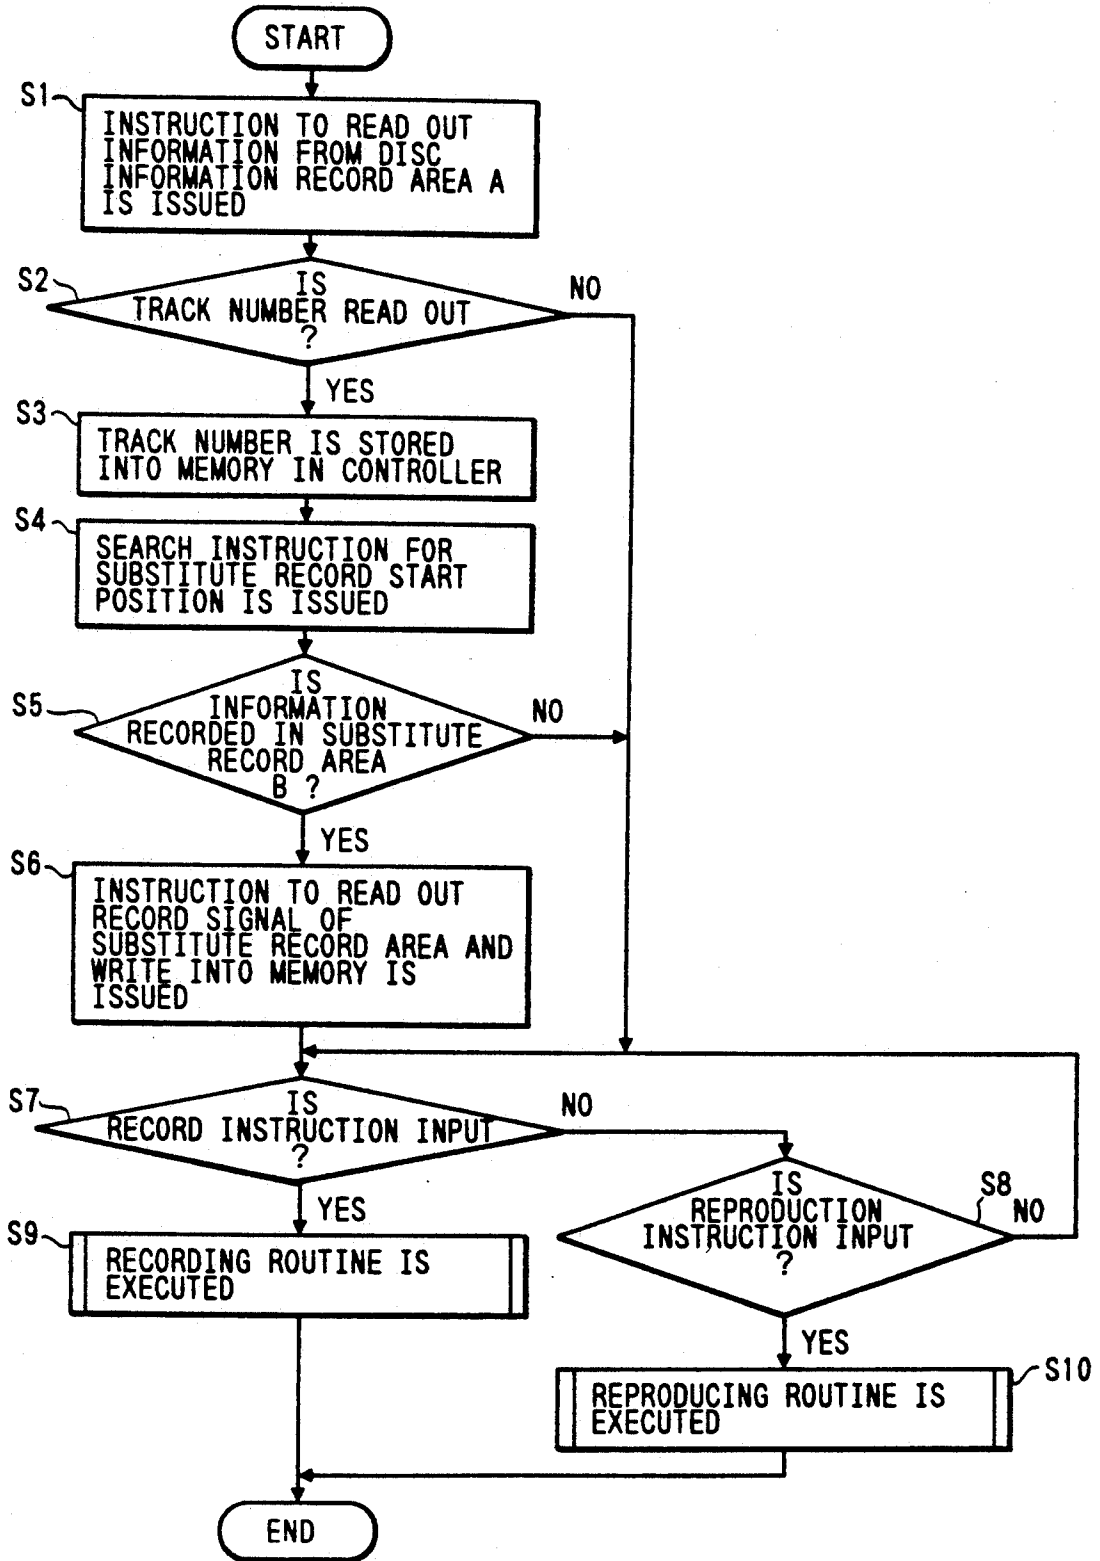 START
S1
INSTRUCTION TO READ OUT
INFORMATION FROM DISC
INFORMATION RECORD AREA A
IS ISSUED
S2
IS
TRACK NUMBER READ OUT
?
NO
YES
S3
TRACK NUMBER IS STORED
INTO MEMORY IN CONTROLLER
S4
SEARCH INSTRUCTION FOR
SUBSTITUTE RECORD START
POSITION IS ISSUED
S5
IS
INFORMATION
RECORDED IN SUBSTITUTE
RECORD AREA
B ?
NO
YES
S6
INSTRUCTION TO READ OUT
RECORD SIGNAL OF
SUBSTITUTE RECORD AREA AND
WRITE INTO MEMORY IS
ISSUED
S7
IS
RECORD INSTRUCTION INPUT
?
NO
YES
S8
IS
REPRODUCTION
INSTRUCTION INPUT
?
NO
YES
S9
RECORDING ROUTINE IS
EXECUTED
S10
REPRODUCING ROUTINE IS
EXECUTED
END